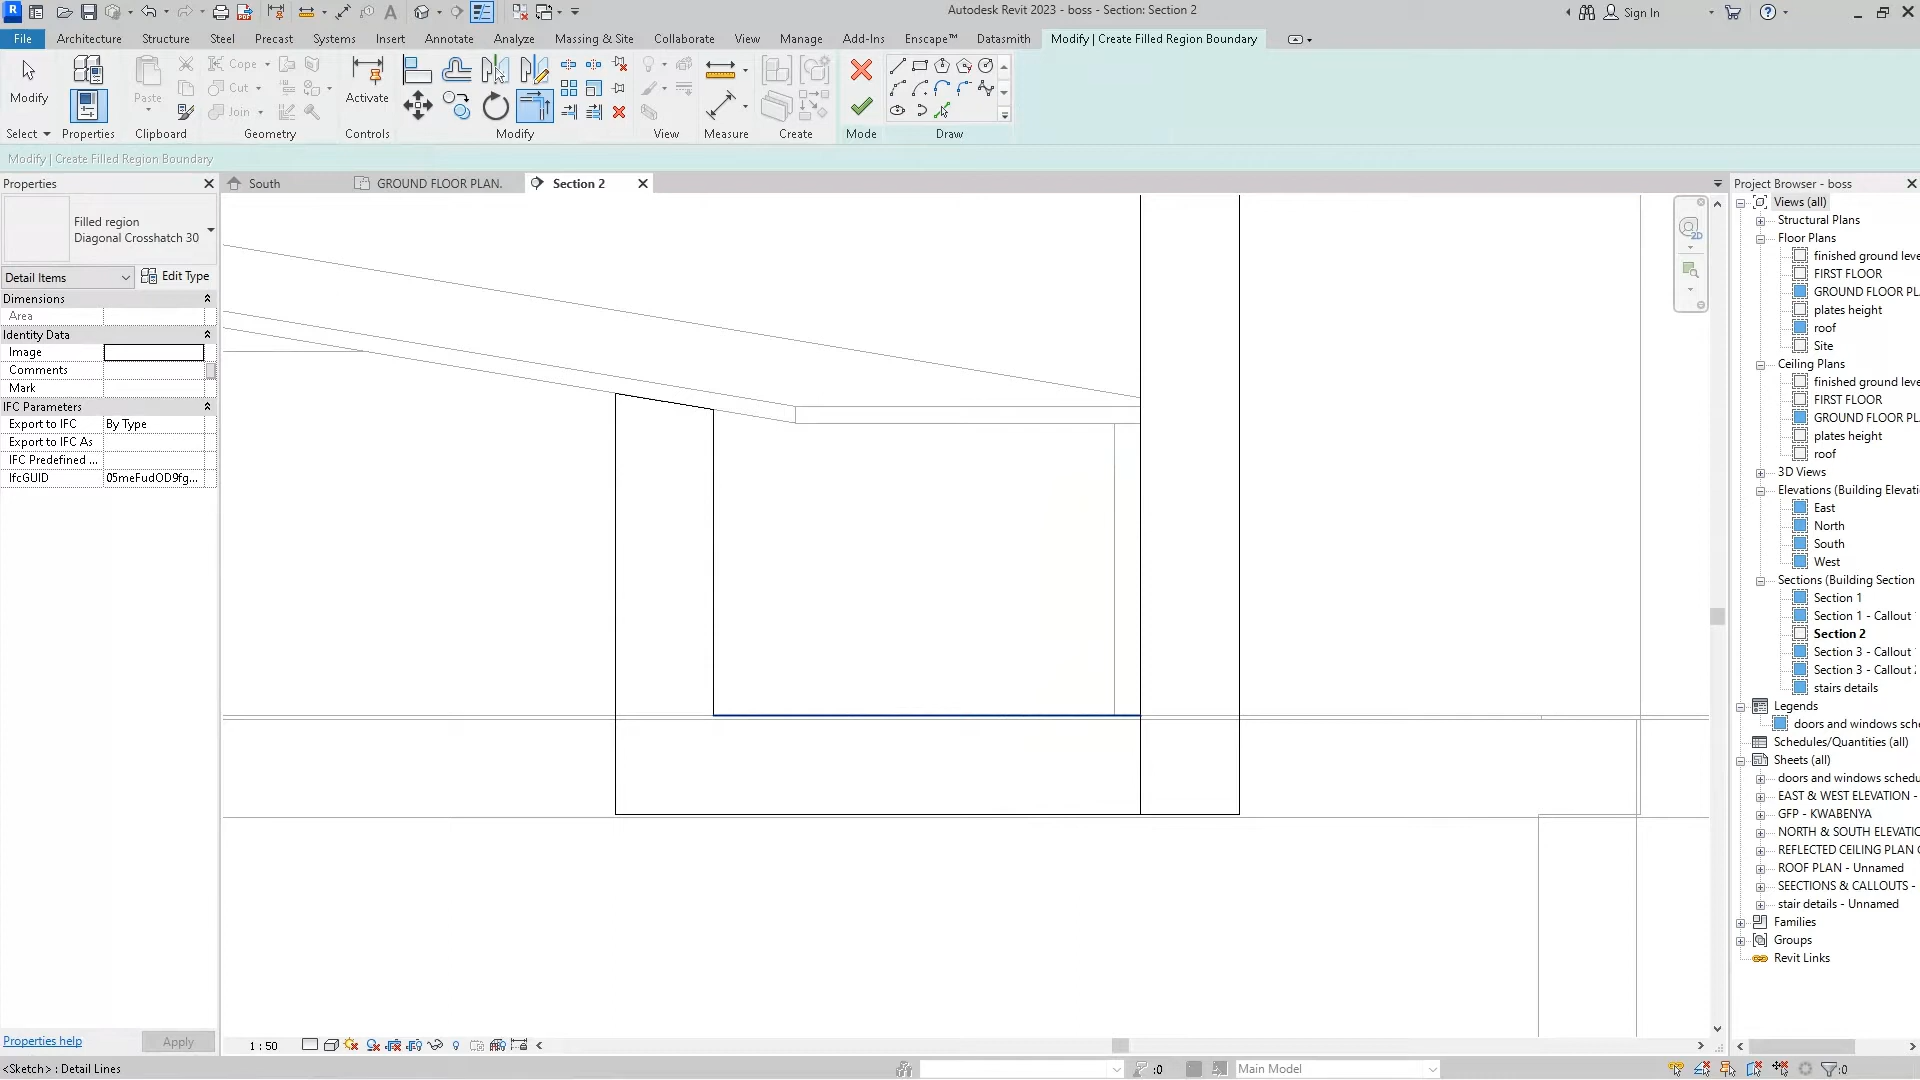 Autodesk Revit 2023 - boss - Section: Section 2
Sign In
File
Architecture
Structure
Steel
Precast
Systems
Insert
Annotate
Analyze
Massing & Site
Collaborate
View
Manage
Add-Ins
Enscape™
Datasmith
Modify | Create Filled Region Boundary
Modify
Paste
Cope
Cut
Join
Activate
Select
Properties
Clipboard
Geometry
Controls
Modify
View
Measure
Create
Mode
Draw
Modify | Create Filled Region Boundary
Properties
South
GROUND FLOOR PLAN.
Section 2
Project Browser - boss
Filled region
Diagonal Crosshatch 30
Detail Items
Edit Type
Dimensions
Area
Identity Data
Image
Comments
Mark
IFC Parameters
Export to IFC By Type
Export to IFC As
IFC Predefined ...
IfcGUID 05meFudOD9fg...
Views (all)
Structural Plans
Floor Plans
finished ground leve
FIRST FLOOR
GROUND FLOOR PL
plates height
roof
Site
Ceiling Plans
finished ground leve
FIRST FLOOR
GROUND FLOOR PL
plates height
roof
3D Views
Elevations (Building Elevati
East
North
South
West
Sections (Building Section
Section 1
Section 1 - Callout
Section 2
Section 3 - Callout
Section 3 - Callout
stairs details
Legends
doors and windows sche
Schedules/Quantities (all)
Sheets (all)
doors and windows schedu
EAST & WEST ELEVATION -
GFP - KWABENYA
NORTH & SOUTH ELEVATIO
REFLECTED CEILING PLAN
ROOF PLAN - Unnamed
SEECTIONS & CALLOUTS -
stair details - Unnamed
Families
Groups
Revit Links
2D
Properties help
Apply
1 : 50
<Sketch> : Detail Lines
:0
Main Model
:0